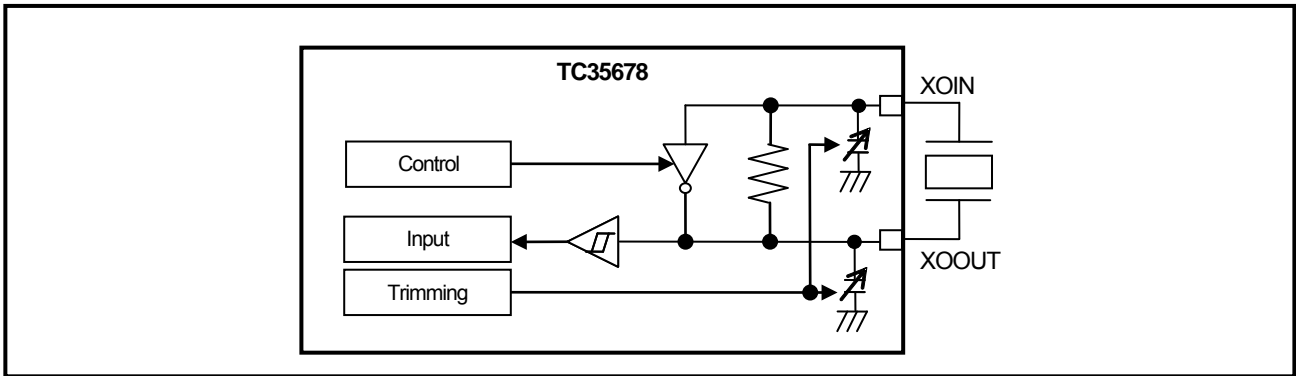 TC35678
XOIN
Control
Input
XOOUT
Trimming